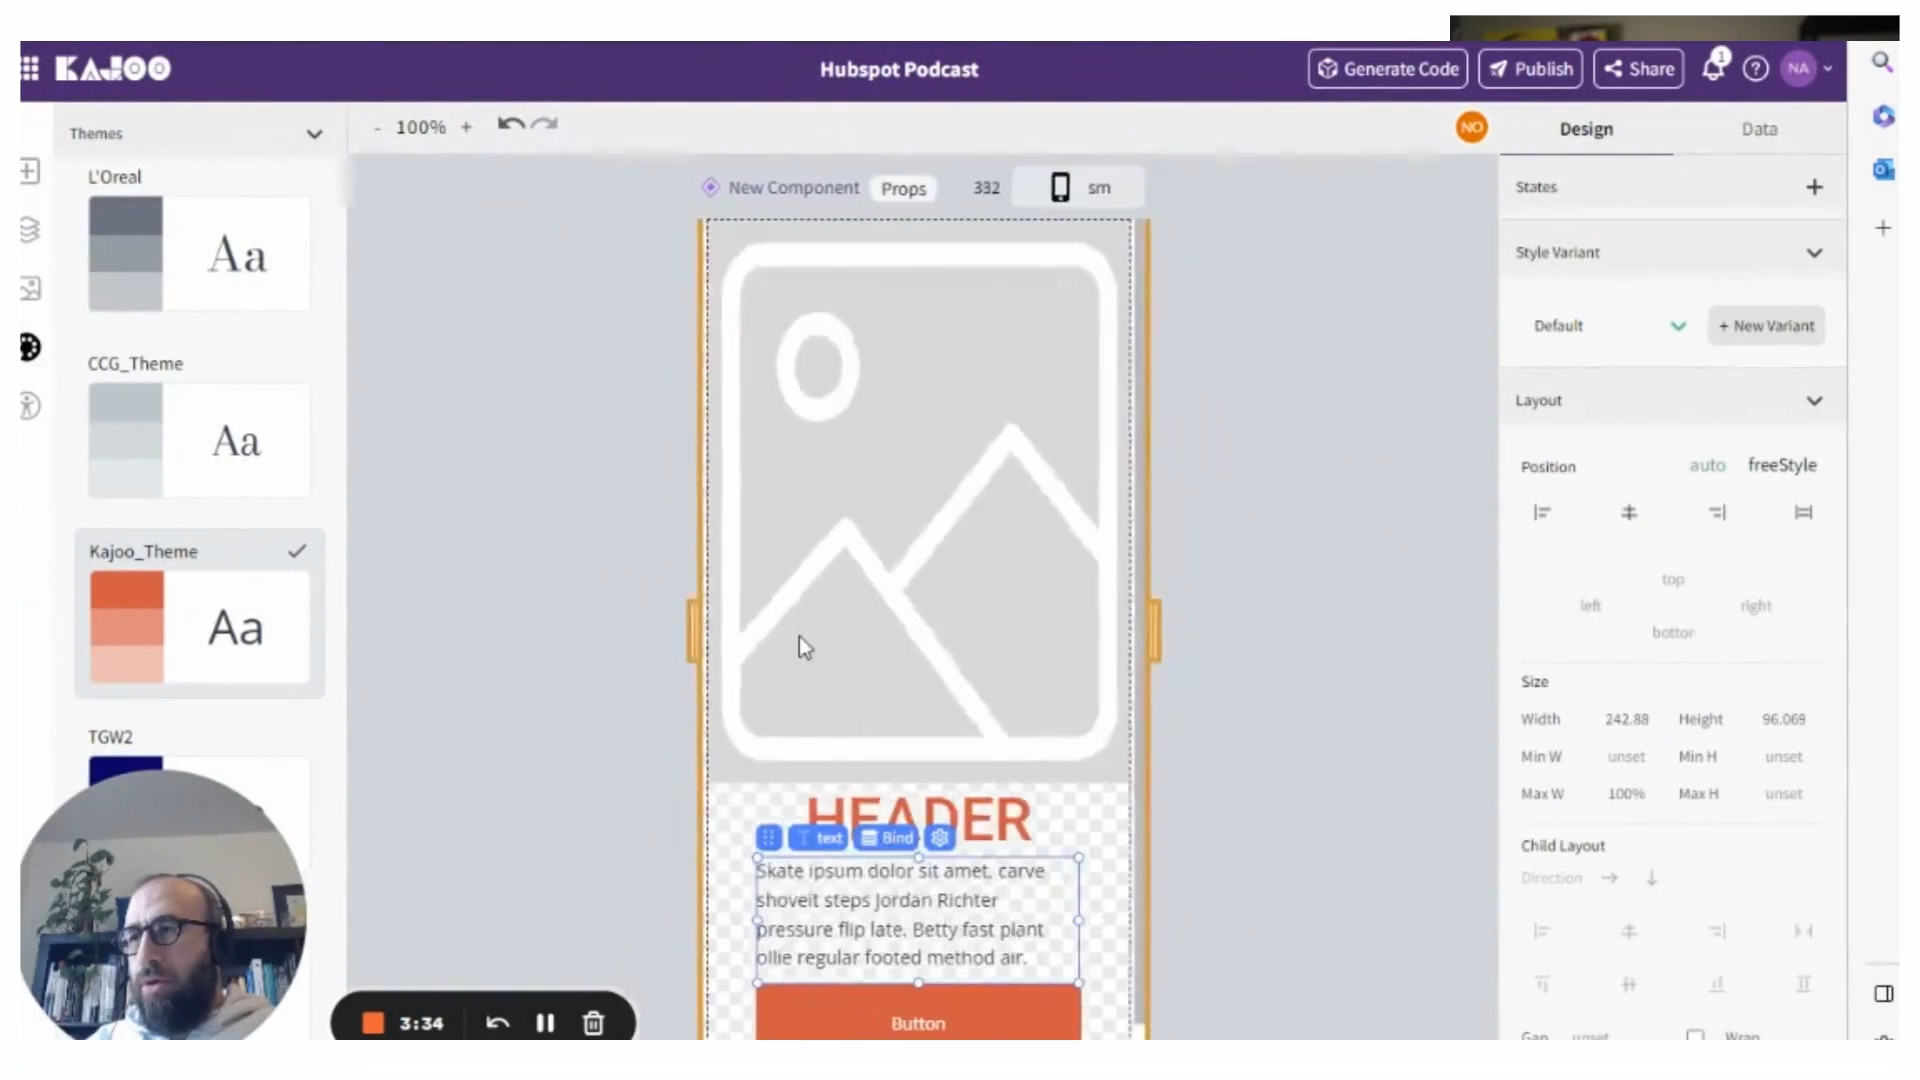 KAJOO
Hubspot Podcast
Generate Code
Publish
Share
1
NA
Themes
- 100% +
NO
Design
Data
L'Oreal
Aa
New Component
Props
332
sm
States
Style Variant
Default
+ New Variant
CCG_Theme
Aa
Layout
Position
auto
freeStyle
Kajoo_Theme
Aa
top
left
right
bottor
TGW2
Size
Width 242.88 Height 96.069
Min W unset Min H unset
Max W 100% Max H unset
HEADER
text
Bind
Child Layout
Direction
Skate ipsum dolor sit amet, carve
shoveit steps Jordan Richter
pressure flip late. Betty fast plant
ollie regular footed method air.
3:34
Button
Gap unset Wrap